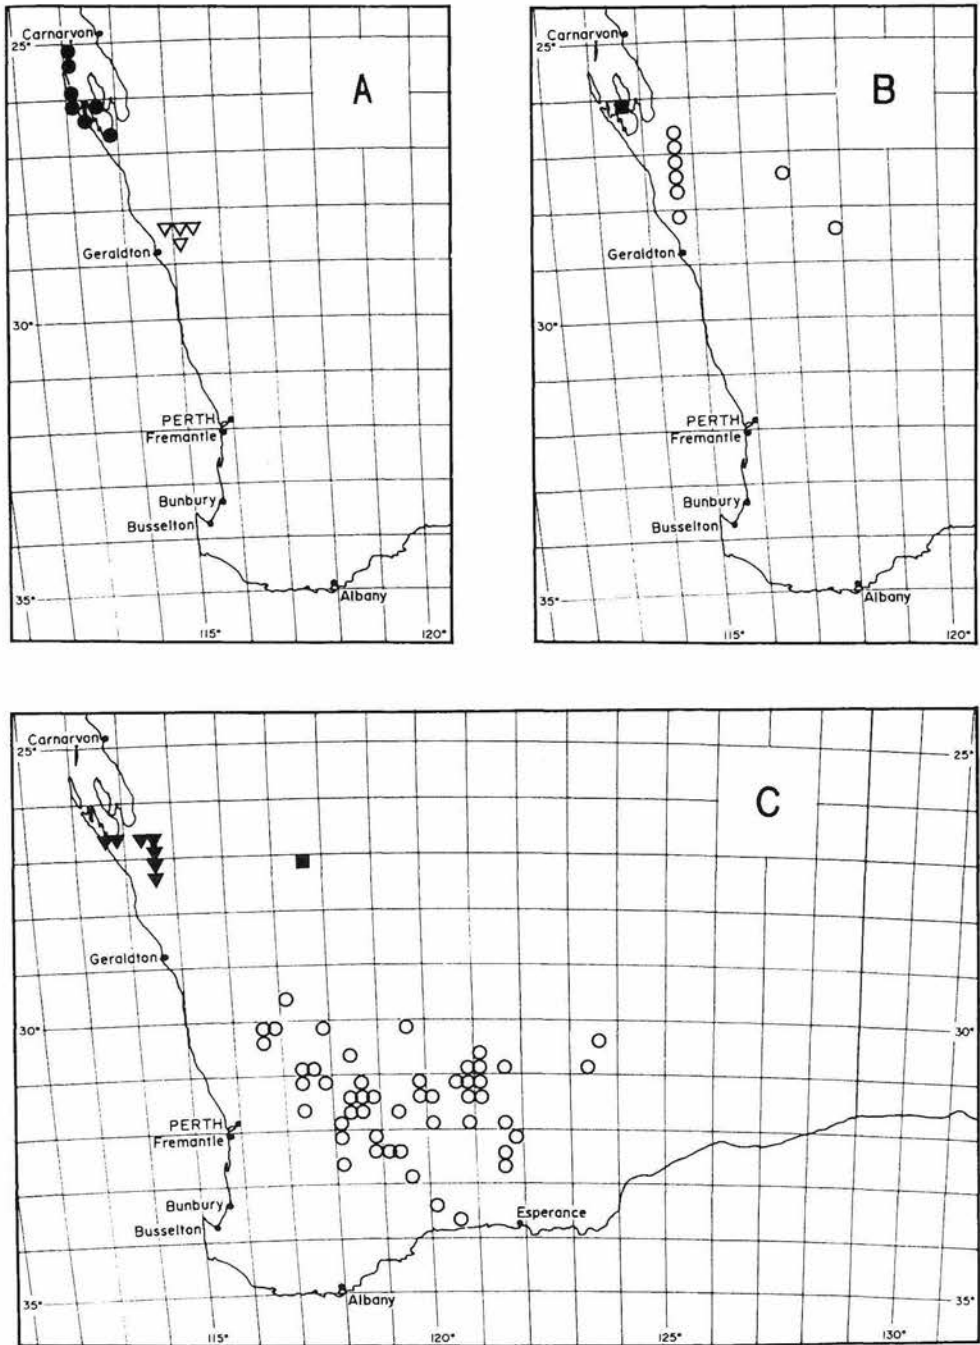 Carnarvon
25°
A
Geraldton
30°
PERTH
Fremantle
Bunbury
Busselton
Albany
35°
115°
120°
Carnarvon
25°
B
Geraldton
30°
PERTH
Fremantle
Bunbury
Busselton
Albany
35°
115°
120°
Carnarvon
25°
25°
C
Geraldton
30°
30°
PERTH
Fremantle
Bunbury
Esperance
Busselton
Albany
35°
35°
115°
120°
125°
130°